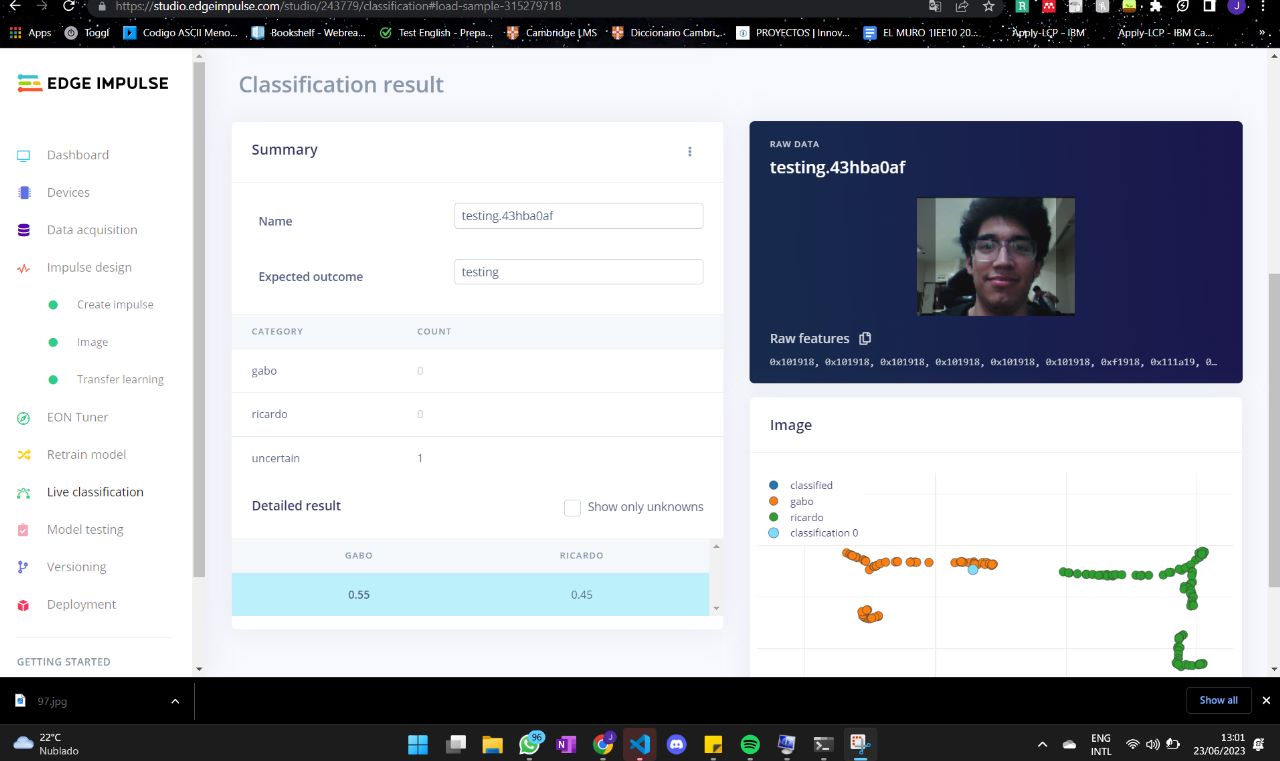 https://studio.edgeimpulse.com/studio/243779/classification#load-sample-315279718
Apps Toggl Codigo ASCII Meno... Bookshelf - Webrea... Test English - Prepa... Cambridge LMS Diccionario Cambri... PROYECTOS | Innov... EL MURO 1IEE10 20... Apply-LCP - IBM Apply-LCP - IBM Ca... »
EDGE IMPULSE
Dashboard
Devices
Data acquisition
Impulse design
Create impulse
Image
Transfer learning
EON Tuner
Retrain model
Live classification
Model testing
Versioning
Deployment
GETTING STARTED
Classification result
Summary
Name testing.43hba0af
Expected outcome testing
CATEGORY COUNT
gabo 0
ricardo 0
uncertain 1
Detailed result Show only unknowns
GABO RICARDO
0.55 0.45
RAW DATA
testing.43hba0af
Raw features
0x101918, 0x101918, 0x101918, 0x101918, 0x101918, 0x101918, 0xf1918, 0x111a19, 0…
Image
classified
gabo
ricardo
classification 0
97.jpg
Show all
22°C
Nublado
96
J
ENG
INTL
13:01
23/06/2023